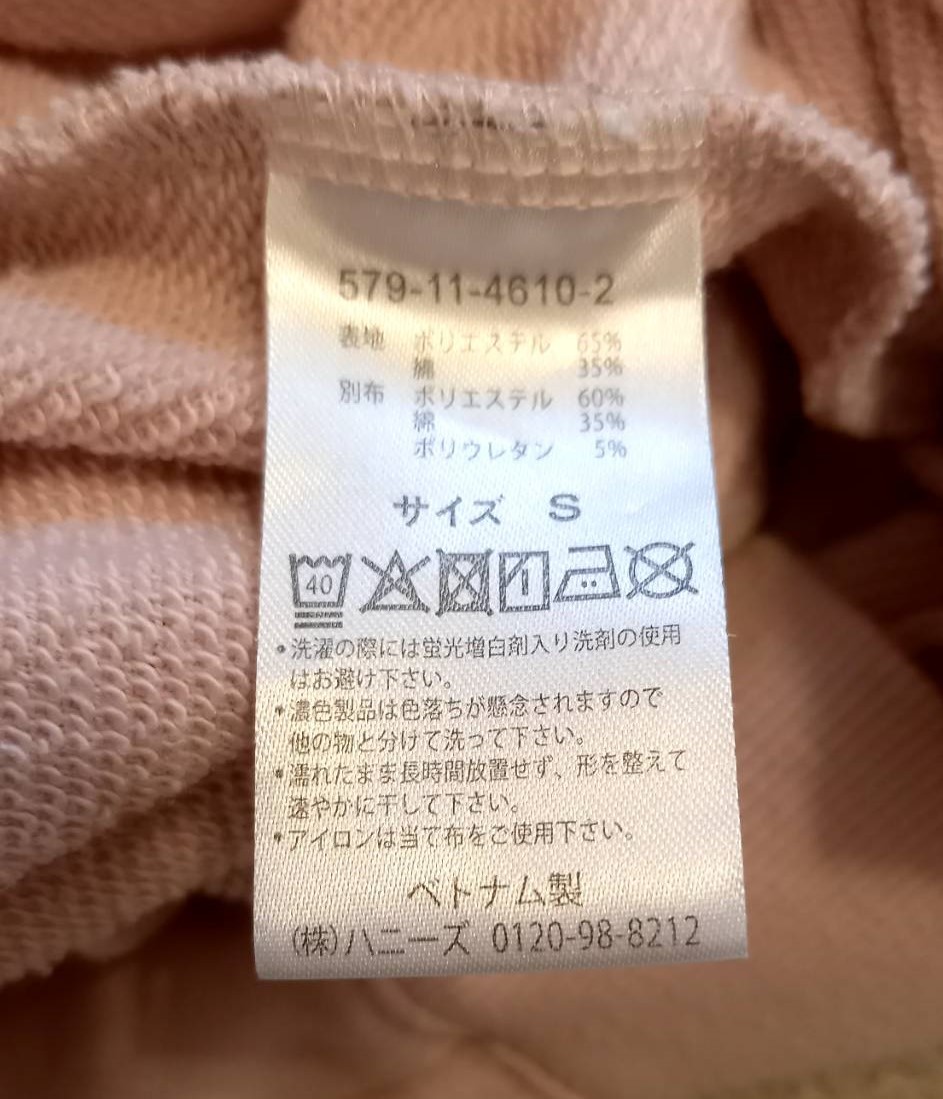 579-11-4610-2
表地 ポリエステル 65%
綿 35%
別布 ポリエステル 60%
綿 35%
ポリウレタン 5%
サイズ S
40
•洗濯の際には蛍光増白剤入り洗剤の使用
はお避け下さい。
•濃色製品は色落ちが懸念されますので
他の物と分けて洗って下さい。
•濡れたまま長時間放置せず、形を整えて
速やかに干して下さい。
•アイロンは当て布をご使用下さい。
ベトナム製
(株)ハニーズ 0120-98-8212